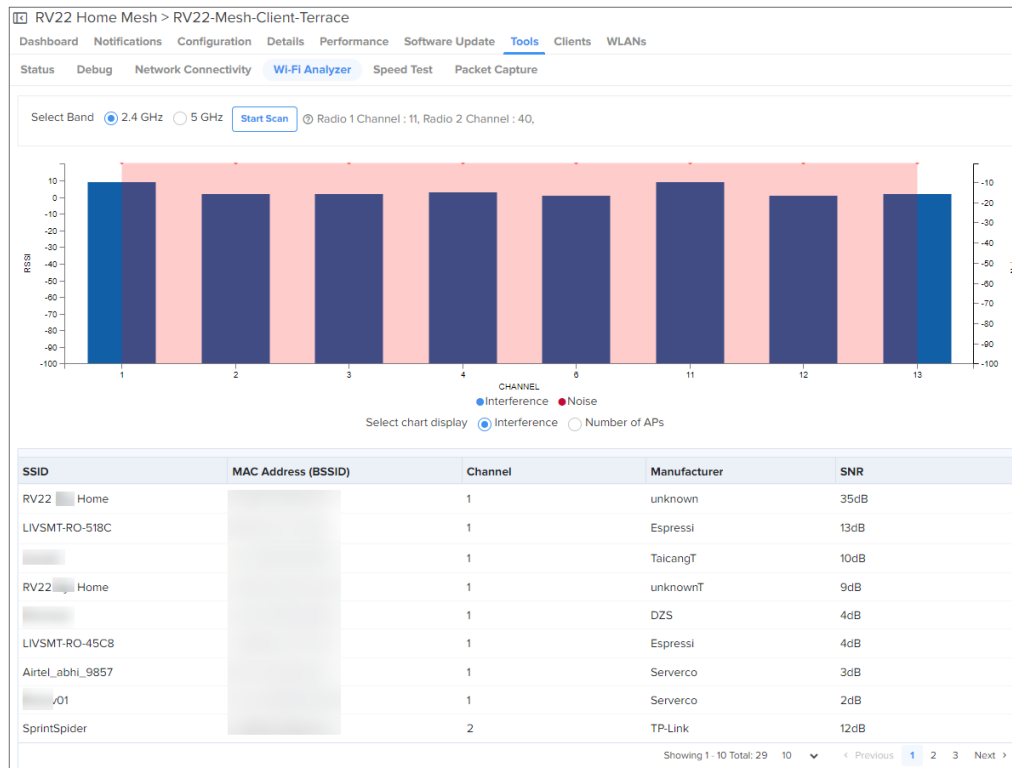 RV22 Home Mesh > RV22-Mesh-Client-Terrace
Dashboard Notifications Configuration Details Performance Software Update Tools Clients WLANs
Status Debug Network Connectivity Wi-Fi Analyzer Speed Test Packet Capture
Select Band 2.4 GHz 5 GHz Start Scan Radio 1 Channel : 11, Radio 2 Channel : 40,
10
0
-10
-20
-30
-40
-50
-60
-70
-80
-90
-100
RSSI
-10
-20
-30
-40
-50
-60
-70
-80
-90
-100
1 2 3 4 6 11 12 13
CHANNEL
Interference Noise
Select chart display Interference Number of APs
SSID MAC Address (BSSID) Channel Manufacturer SNR
RV22 Home 1 unknown 35dB
LIVSMT-RO-518C 1 Espressi 13dB
1 TaicangT 10dB
RV22 Home 1 unknownT 9dB
1 DZS 4dB
LIVSMT-RO-45C8 1 Espressi 4dB
Airtel_abhi_9857 1 Serverco 3dB
01 1 Serverco 2dB
SprintSpider 2 TP-Link 12dB
Showing 1 - 10 Total: 29 10 < Previous 1 2 3 Next >